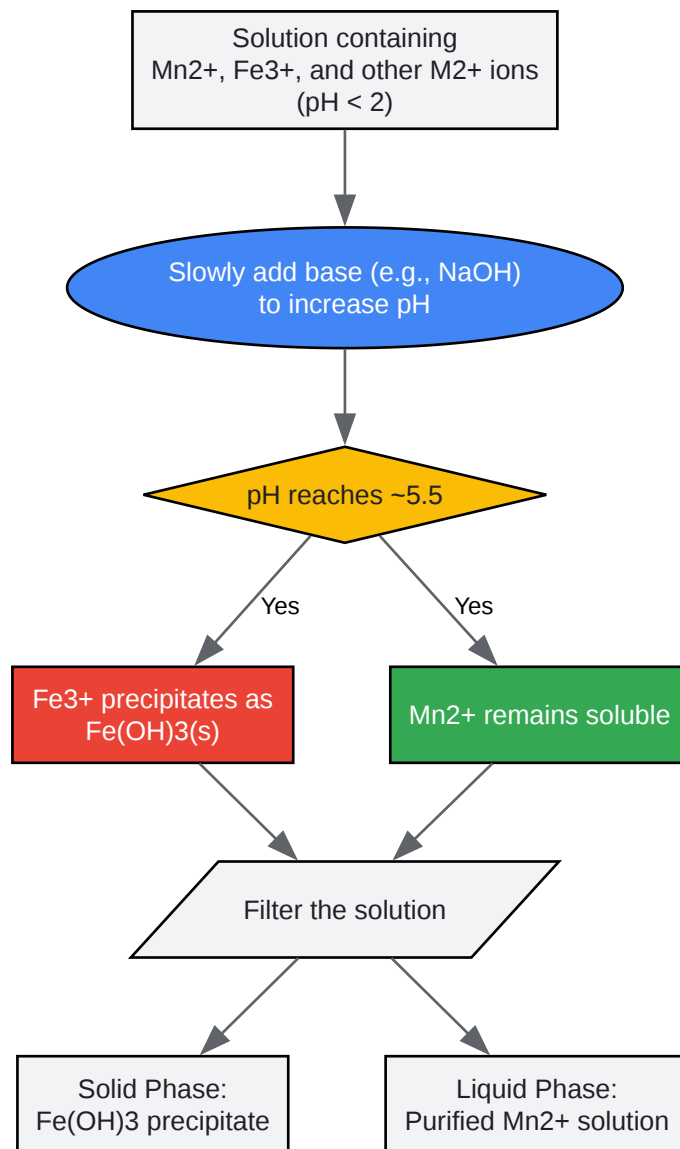 Solution containing
Mn2+, Fe3+, and other M2+ ions
(pH < 2)
Slowly add base (e.g., NaOH)
to increase pH
pH reaches ~5.5
Yes
Yes
Fe3+ precipitates as
Fe(OH)3(s)
Mn2+ remains soluble
Filter the solution
Solid Phase:
Fe(OH)3 precipitate
Liquid Phase:
Purified Mn2+ solution